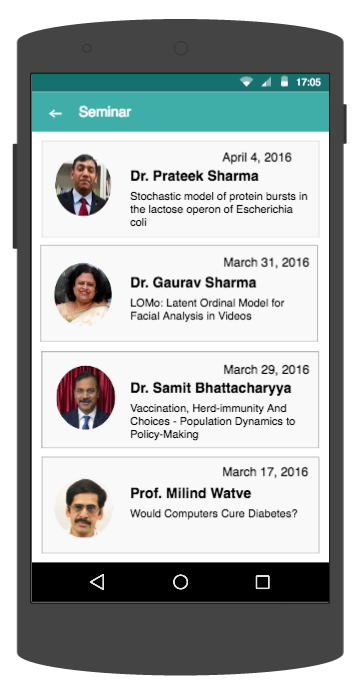 17:05
Seminar
April 4, 2016
Dr. Prateek Sharma
Stochastic model of protein bursts in
the lactose operon of Escherichia
coli
March 31, 2016
Dr. Gaurav Sharma
LOMo: Latent Ordinal Model for
Facial Analysis in Videos
March 29, 2016
Dr. Samit Bhattacharyya
Vaccination, Herd-immunity And
Choices - Population Dynamics to
Policy-Making
March 17, 2016
Prof. Milind Watve
Would Computers Cure Diabetes?